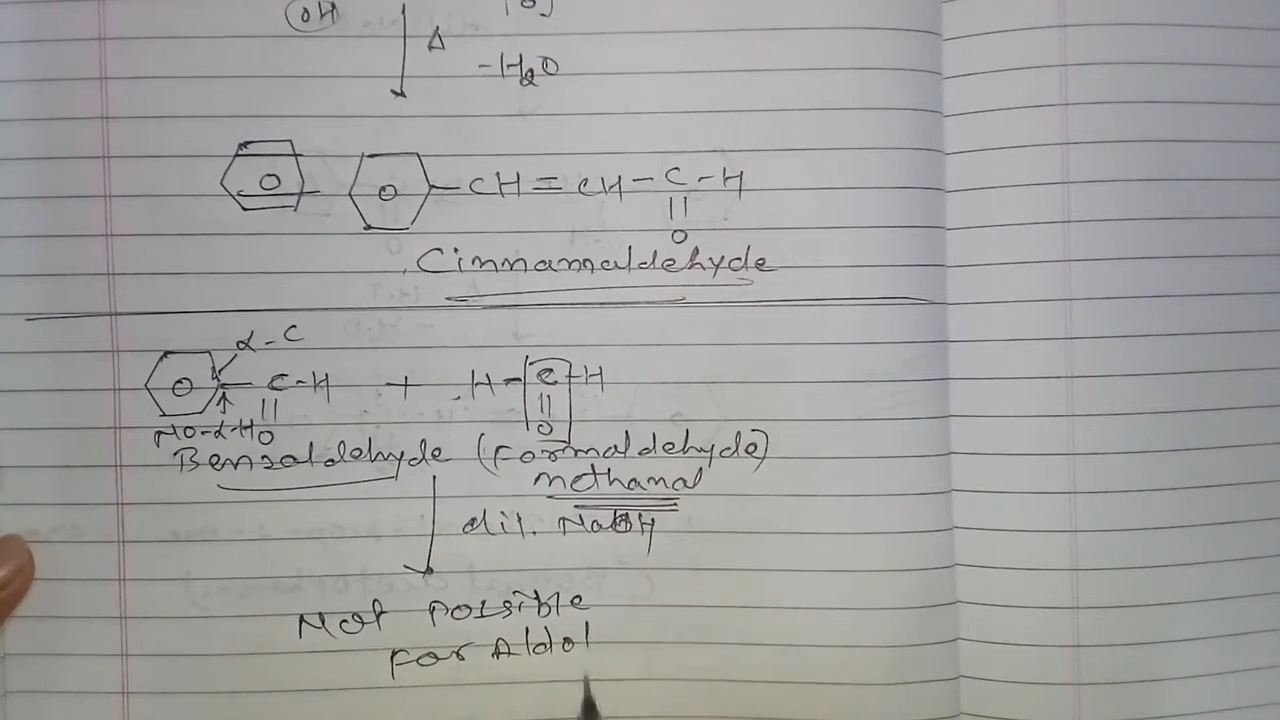 OH
Δ
-H₂O
CH = CH - C - H
O
Cinnamaldehyde
α - C
C - H + H - C - H
NO-α-H O O
Benzaldehyde (Formaldehyde)
methanal
dil. NaOH
Not possible
For Aldol